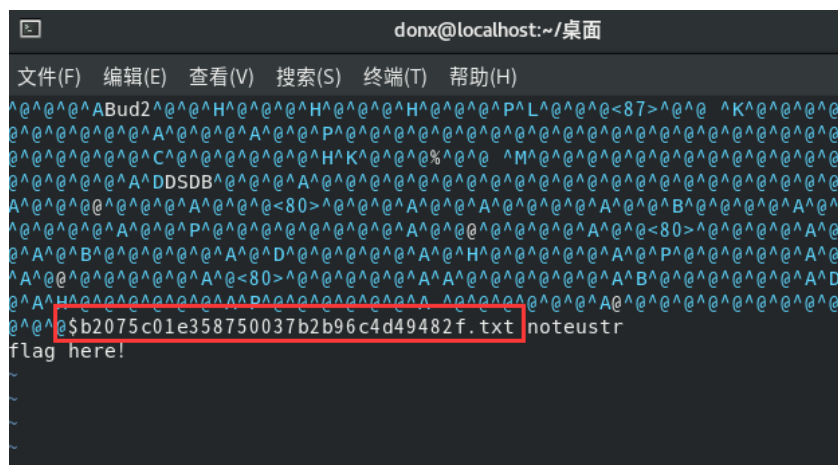 donx@localhost:~/桌面
文件(F) 编辑(E) 查看(V) 搜索(S) 终端(T) 帮助(H)
^@^@^@^ABud2^@^@^H^@^@^@^H^@^@^@^H^@^@^@^P^L^@^@^@<87>^@^@ ^K^@^@^@^@
@^@^@^@^@^@^A^@^@^@^A^@^@^P^@^@^@^@^@^@^@^@^@^@^@^@^@^@^@^@^@^@^@^@^@
@^@^@^@^@^@^C^@^@^@^@^@^@^H^K^@^@^@%^@^@ ^M^@^@^@^@^@^@^@^@^@^@^@^@^@
@^@^@^@^@^A^DDSDB^@^@^@^A^@^@^@^@^@^@^@^@^@^@^@^@^@^@^@^@^@^@^@^@^@^@
A^@^@^@@^@^@^@^A^@^@^@<80>^@^@^@^A^@^@^A^@^@^@^@^@^A^@^@^B^@^@^@^@^A^@^
^@^@^@^@^A^@^@^P^@^@^@^@^@^@^@^@^A^@^@@^@^@^@^@^A^@^@<80>^@^@^@^@^A^@
@^A^@^B^@^@^@^@^@^A^@^D^@^@^@^@^@^A^@^H^@^@^@^@^@^A^@^P^@^@^@^@^@^A^@
^A^@@^@^@^@^@^@^A^@<80>^@^@^@^@^@^A^A^@^@^@^@^@^@^A^B^@^@^@^@^@^@^A^D
@^A^H^@^@^@^@^@^@^A^P^@^@^@^@^@^@^A ^@^@^@^@^@^@^A@^@^@^@^@^@^@^@^@^@
@^@^@$b2075c01e358750037b2b96c4d49482f.txt noteustr
flag here!
~
~
~
~